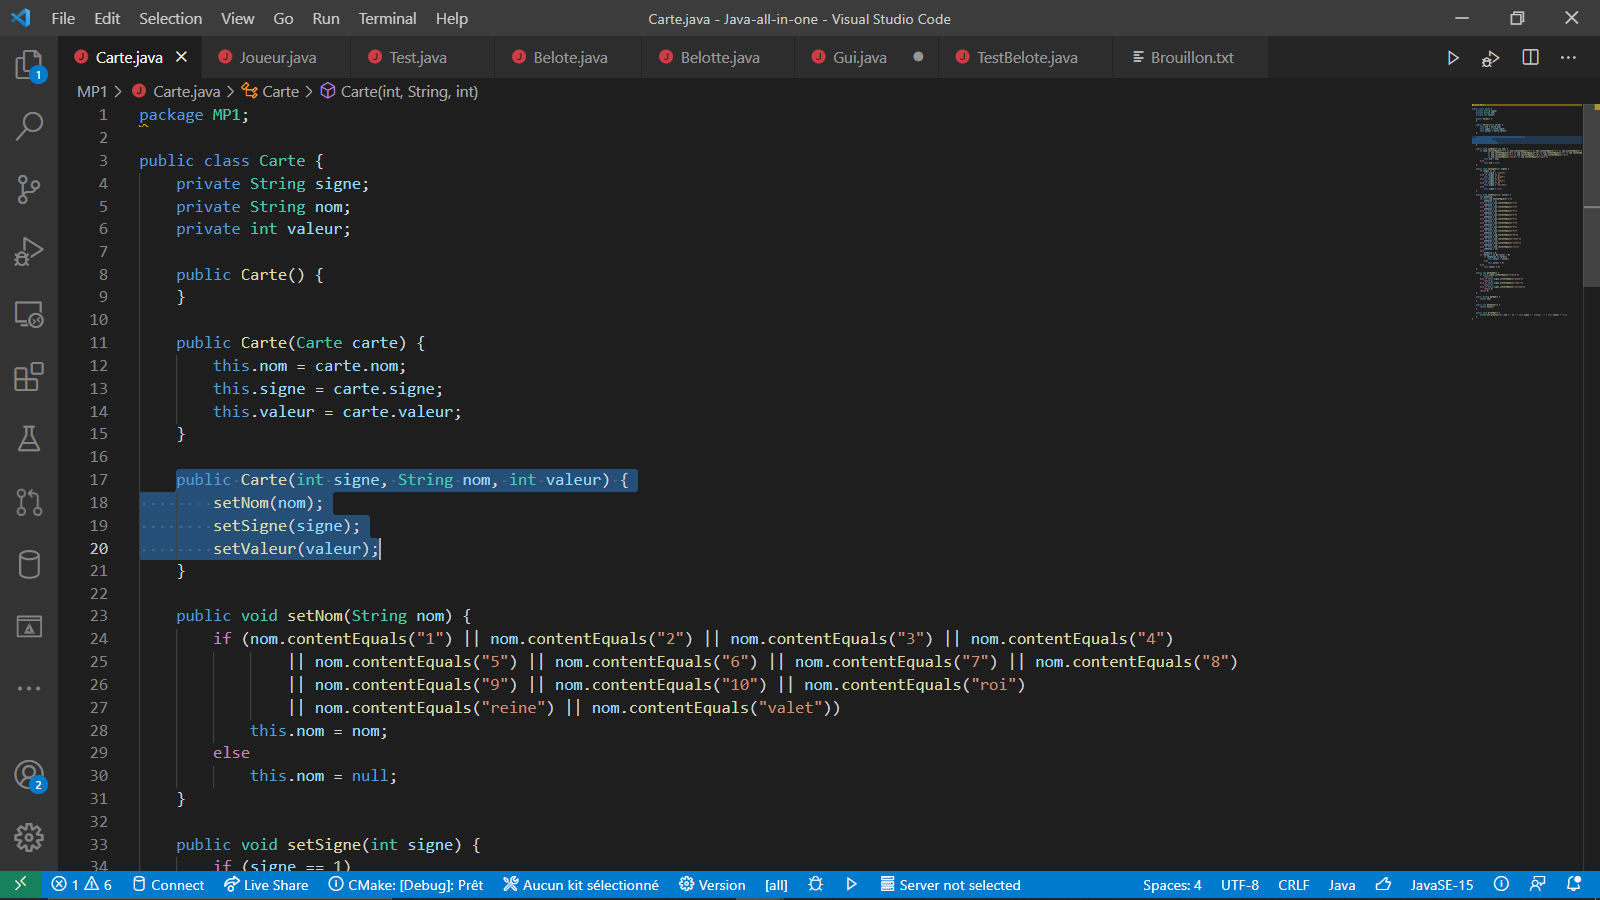 File Edit Selection View Go Run Terminal Help Carte.java - Java-all-in-one - Visual Studio Code
Carte.java Joueur.java Test.java Belote.java Belotte.java Gui.java TestBelote.java Brouillon.txt
MP1 > Carte.java > Carte > Carte(int, String, int)
1 package MP1;
2
3 public class Carte {
4 private String signe;
5 private String nom;
6 private int valeur;
7
8 public Carte() {
9 }
10
11 public Carte(Carte carte) {
12 this.nom = carte.nom;
13 this.signe = carte.signe;
14 this.valeur = carte.valeur;
15 }
16
17 public Carte(int signe, String nom, int valeur) {
18 setNom(nom);
19 setSigne(signe);
20 setValeur(valeur);
21 }
22
23 public void setNom(String nom) {
24 if (nom.contentEquals("1") || nom.contentEquals("2") || nom.contentEquals("3") || nom.contentEquals("4")
25 || nom.contentEquals("5") || nom.contentEquals("6") || nom.contentEquals("7") || nom.contentEquals("8")
26 || nom.contentEquals("9") || nom.contentEquals("10") || nom.contentEquals("roi")
27 || nom.contentEquals("reine") || nom.contentEquals("valet"))
28 this.nom = nom;
29 else
30 this.nom = null;
31 }
32
33 public void setSigne(int signe) {
34 if (signe == 1)
1
2
1 6 Connect Live Share CMake: [Debug]: Prêt Aucun kit sélectionné Version [all] Server not selected Spaces: 4 UTF-8 CRLF Java JavaSE-15